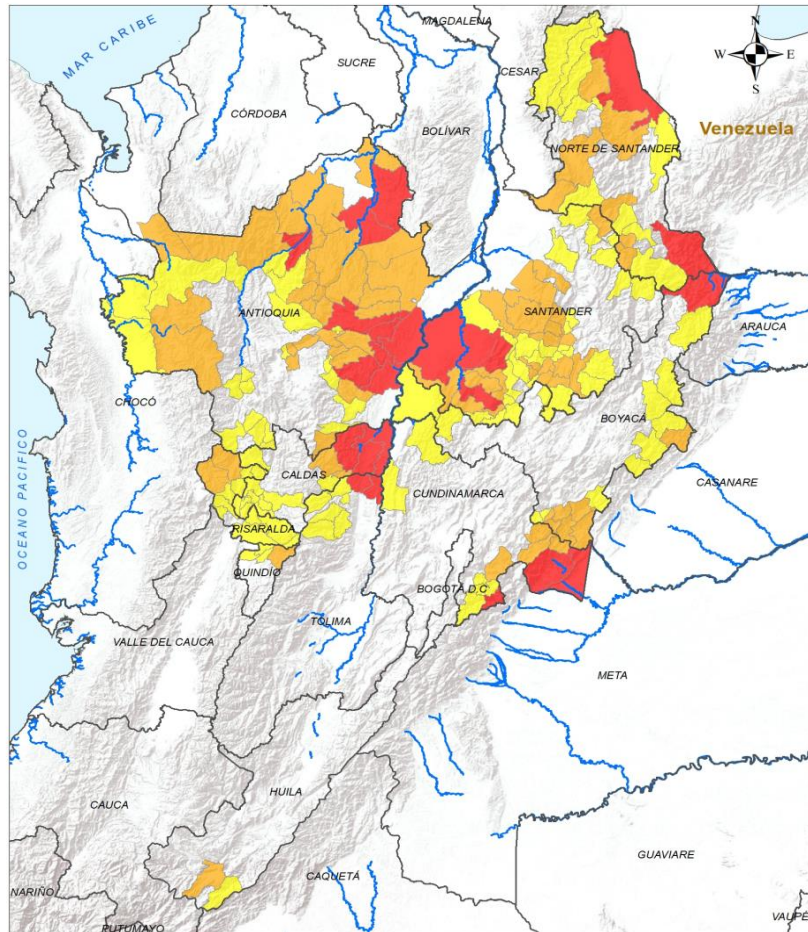 MAGDALENA
MAR CARIBE
N
SUCRE
W
E
CESAR
S
CÓRDOBA
Venezuela
BOLÍVAR
NORTE DE SANTANDER
ANTIOQUIA
SANTANDER
ARAUCA
CHOCÓ
BOYACÁ
OCEANO PACIFICO
CALDAS
CASANARE
CUNDINAMARCA
RISARALDA
QUINDÍO
BOGOTÁ, D.C
TOLIMA
VALLE DEL CAUCA
META
HUILA
CAUCA
GUAVIARE
CAQUETÁ
NARIÑO
PUTUMAYO
VAUPÉ